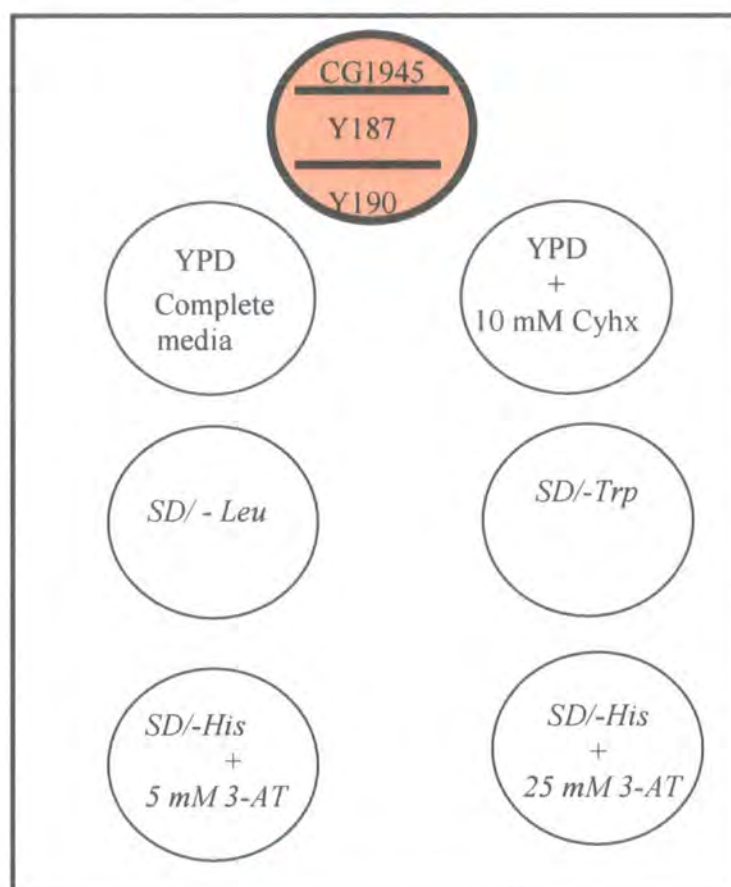 CG1945
Y187
Y190
YPD
Complete
media
YPD
+
10 mM Cyhx
SD/ - Leu
SD/-Trp
SD/-His
+
5 mM 3-AT
SD/-His
+
25 mM 3-AT